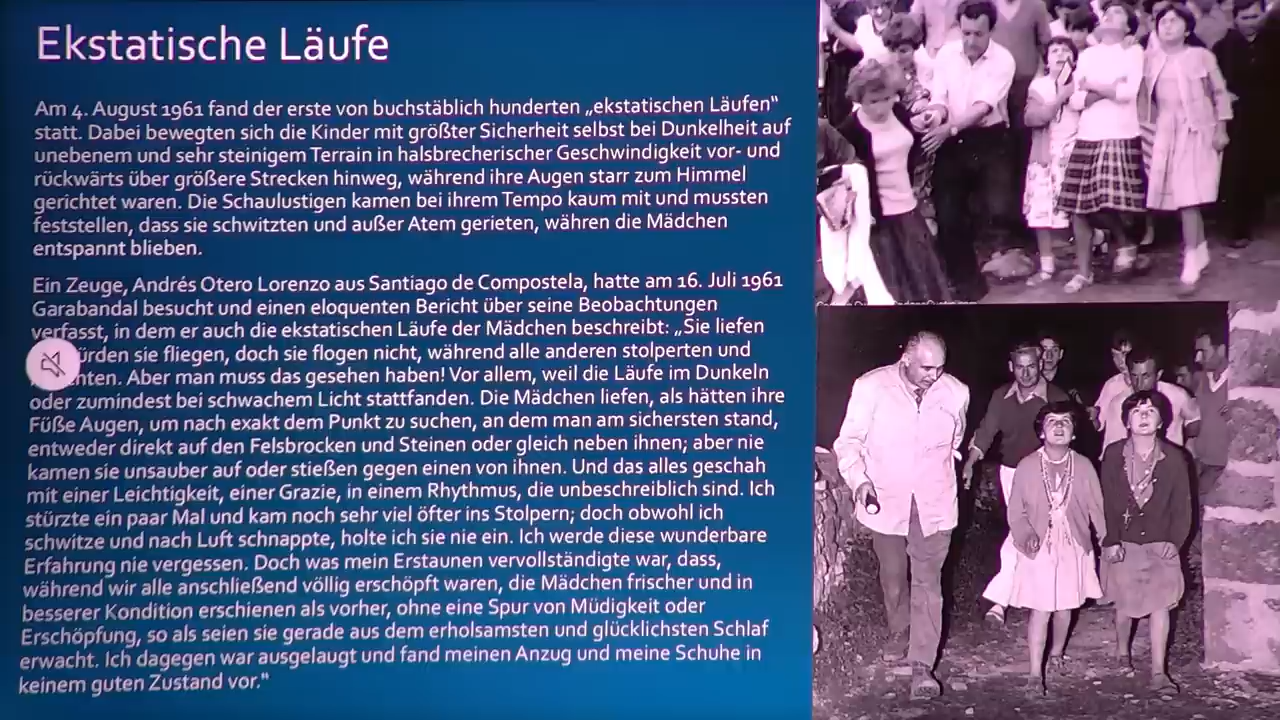 Ekstatische Läufe
Am 4. August 1961 fand der erste von buchstäblich hunderten „ekstatischen Läufen“
statt. Dabei bewegten sich die Kinder mit größter Sicherheit selbst bei Dunkelheit auf
unebenem und sehr steinigem Terrain in halsbrecherischer Geschwindigkeit vor- und
rückwärts über größere Strecken hinweg, während ihre Augen starr zum Himmel
gerichtet waren. Die Schaulustigen kamen bei ihrem Tempo kaum mit und mussten
feststellen, dass sie schwitzten und außer Atem gerieten, währen die Mädchen
entspannt blieben.
Ein Zeuge, Andrés Otero Lorenzo aus Santiago de Compostela, hatte am 16. Juli 1961
Garabandal besucht und einen eloquenten Bericht über seine Beobachtungen
verfasst, in dem er auch die ekstatischen Läufe der Mädchen beschreibt: „Sie liefen
sie fliegen, doch sie flogen nicht, während alle anderen stolperten und
Aber man muss das gesehen haben! Vor allem, weil die Läufe im Dunkeln
oder zumindest bei schwachem Licht stattfanden. Die Mädchen liefen, als hätten ihre
Füße Augen, um nach exakt dem Punkt zu suchen, an dem man am sichersten stand,
entweder direkt auf den Felsbrocken und Steinen oder gleich neben ihnen; aber nie
kamen sie unsauber auf oder stießen gegen einen von ihnen. Und das alles geschah
mit einer Leichtigkeit, einer Grazie, in einem Rhythmus, die unbeschreiblich sind. Ich
stürzte ein paar Mal und kam noch sehr viel öfter ins Stolpern; doch obwohl ich
schwitze und nach Luft schnappte, holte ich sie nie ein. Ich werde diese wunderbare
Erfahrung nie vergessen. Doch was mein Erstaunen vervollständigte war, dass,
während wir alle anschließend völlig erschöpft waren, die Mädchen frischer und in
besserer Kondition erschienen als vorher, ohne eine Spur von Müdigkeit oder
Erschöpfung, so als seien sie gerade aus dem erholsamsten und glücklichsten Schlaf
erwacht. Ich dagegen war ausgelaugt und fand meinen Anzug und meine Schuhe in
keinem guten Zustand vor."